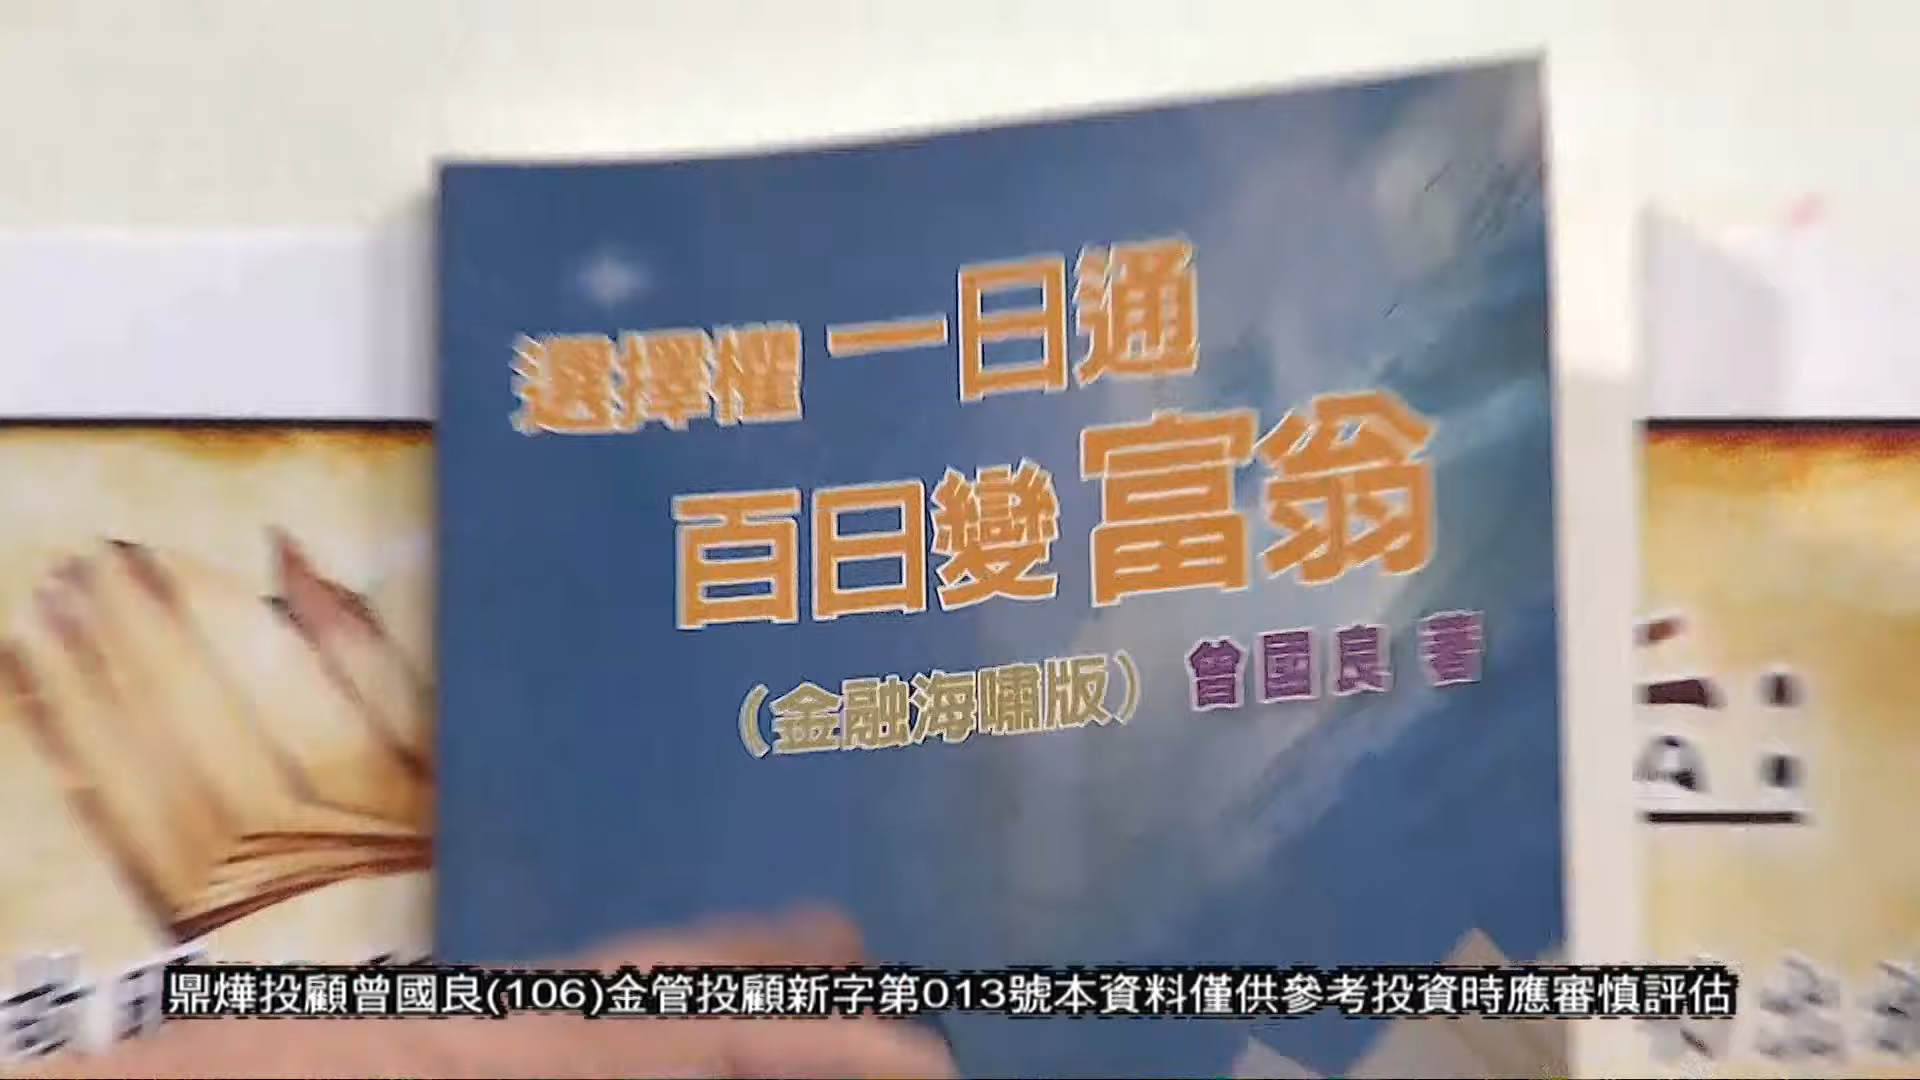 選擇權一日通
百日變富翁
(金融海嘯版) 曾國良 著
鼎燁投顧曾國良(106)金管投顧新字第013號本資料僅供參考投資時應審慎評估